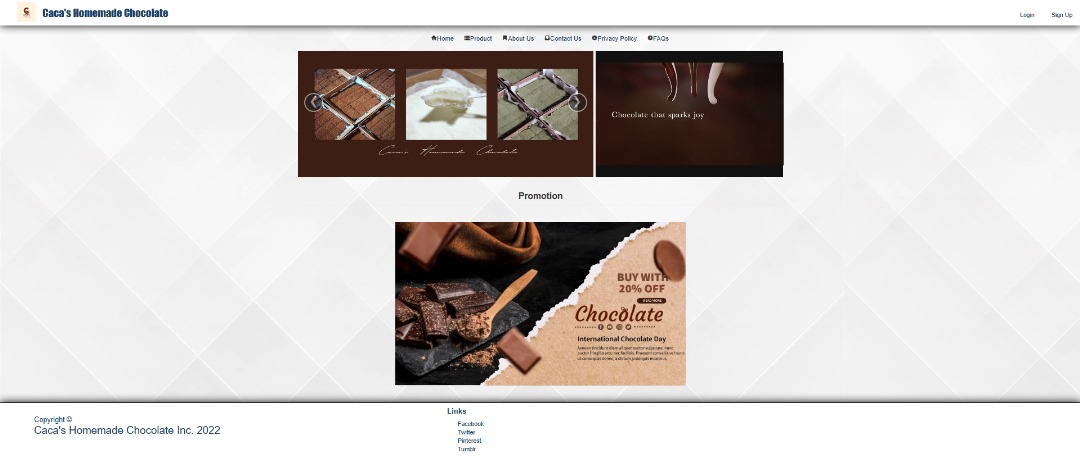 Caca's Homemade Chocolate
Login Sign Up
Home Product About Us Contact Us Privacy Policy FAQs
Caca's Homemade Chocolate
Chocolate that sparks joy
Promotion
BUY WITH
20% OFF
READ MORE
Chocolate
International Chocolate Day
Copyright ©
Caca's Homemade Chocolate Inc. 2022
Links
Facebook
Twitter
Pinterest
Tumblr